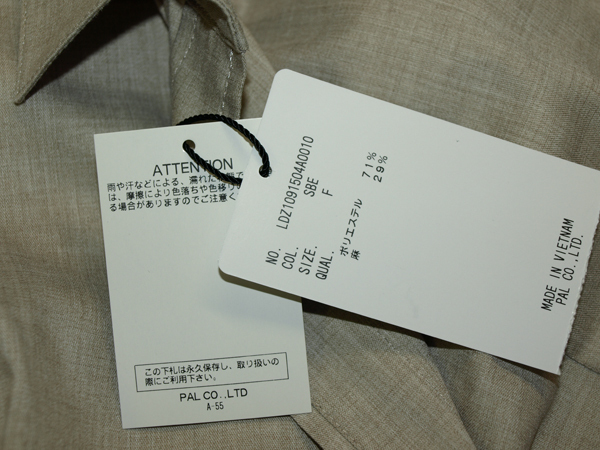 ATTENTION
雨や汗などによる、濡れた
は、摩擦により色落ちや色移り
る場合がありますのでご注意く
この下札は永久保存し、取り扱いの
際にご利用下さい。
PAL CO.,LTD
A-55
NO. LDZ1091504A0010
COL. SBE
SIZE. F
QUAL.
ポリエステル 71%
麻 29%
MADE IN VIETNAM
PAL CO.,LTD.